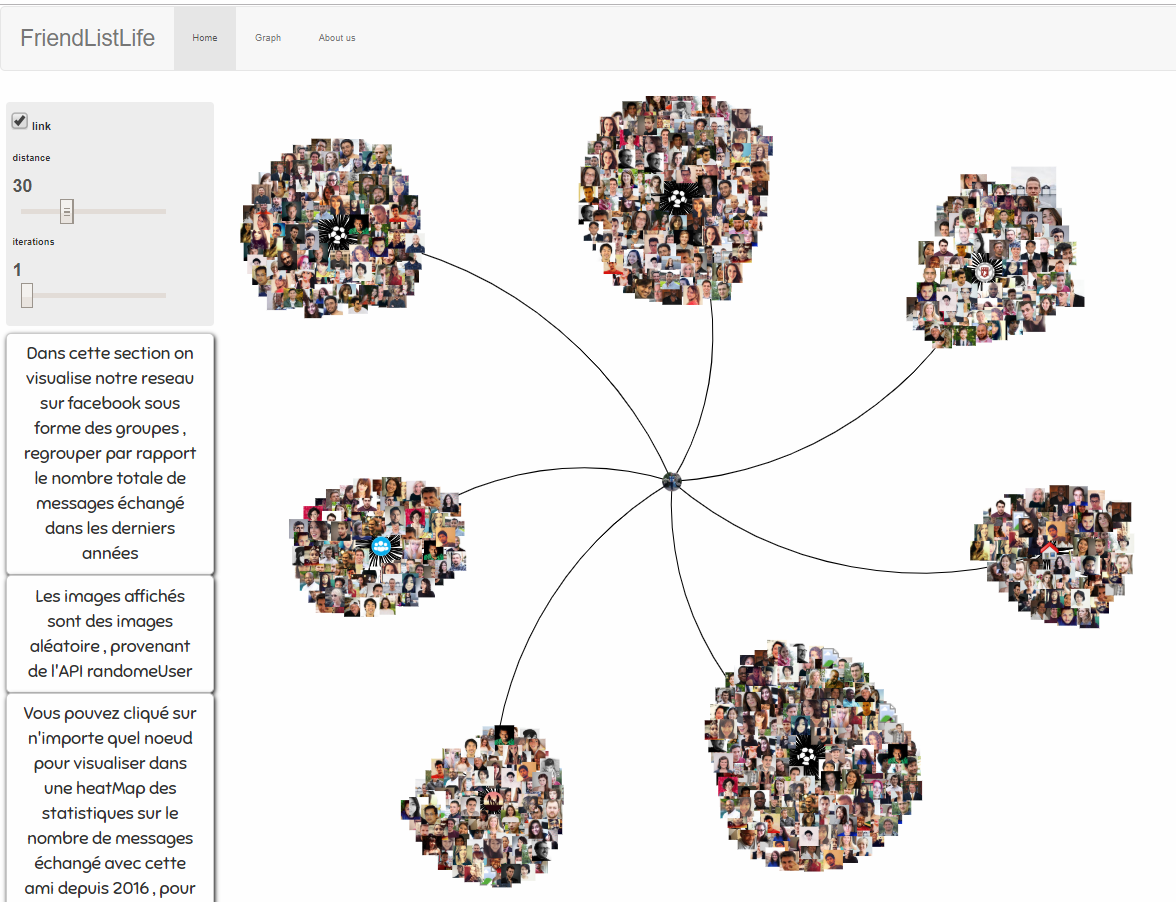 FriendListLife
Home
Graph
About us
link
distance
30
iterations
1
Dans cette section on
visualise notre reseau
sur facebook sous
forme des groupes ,
regrouper par rapport
le nombre totale de
messages échangé
dans les derniers
années
Les images affichés
sont des images
aléatoire , provenant
de l'API randomeUser
Vous pouvez cliqué sur
n'importe quel noeud
pour visualiser dans
une heatMap des
statistiques sur le
nombre de messages
échangé avec cette
ami depuis 2016 , pour